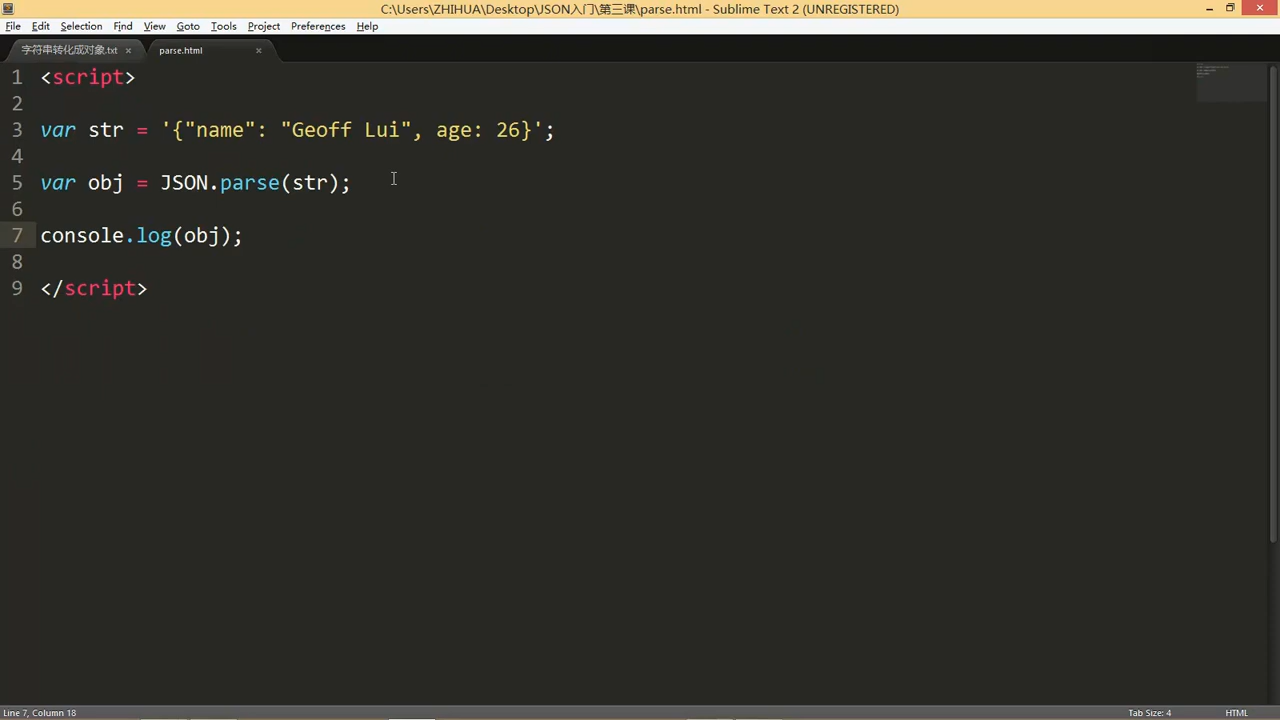 C:\Users\ZHIHUA\Desktop\JSON入门\第三课\parse.html - Sublime Text 2 (UNREGISTERED)
File Edit Selection Find View Goto Tools Project Preferences Help
字符串转化成对象.txt × parse.html ×
1 <script>
2
3 var str = '{"name": "Geoff Lui", age: 26}';
4
5 var obj = JSON.parse(str);
6
7 console.log(obj);
8
9 </script>
Line 7, Column 18 Tab Size: 4 HTML